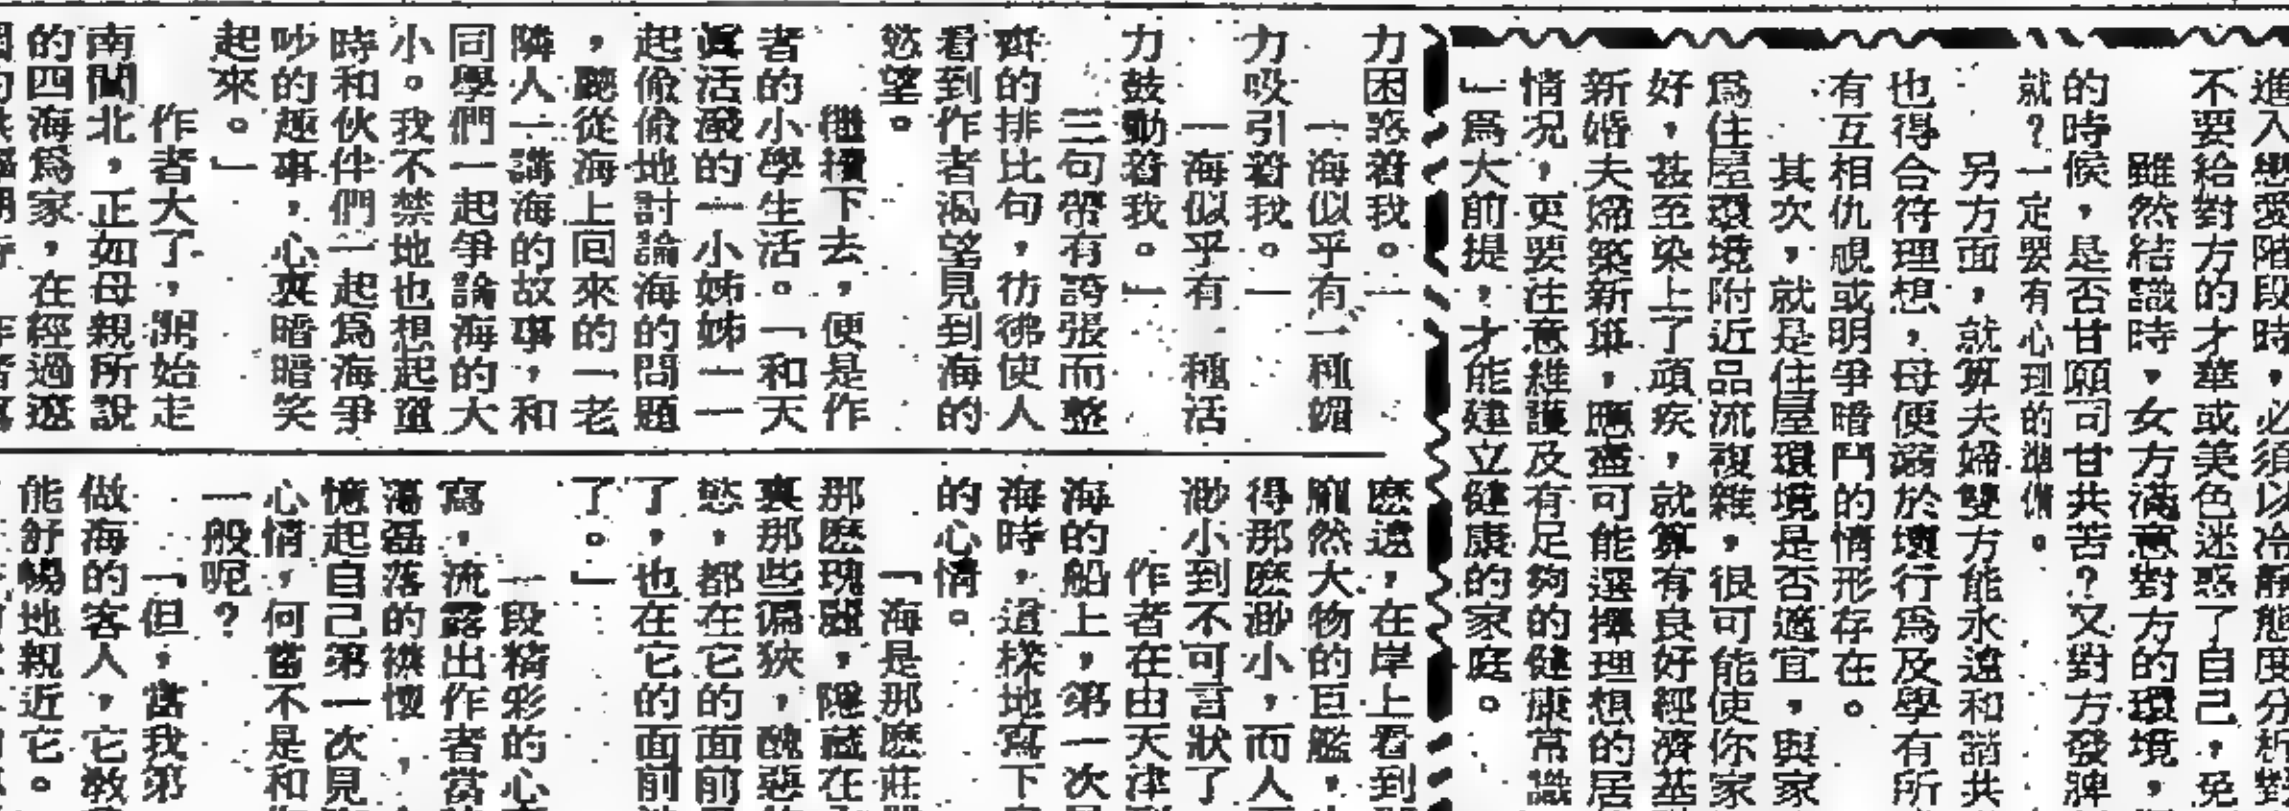 進入戀愛階段時，必須以冷靜態度分析對
不要給對方的才華或美色迷惑了自己，免
雖然結識時，女方滿意對方的環境，
的時候，是否甘願同甘共苦？又對方發脾
就？一定要有心理的準備。
另方面，就算夫婦雙方能永遠和諧共
也得合符理想，母便溺於壞行爲及學有所
有互相仇視或明爭暗鬥的情形存在。
其次，就是住屋環境是否適宜，與家
爲住屋環境附近品流複雜，很可能使你家
好，甚至染上了頑疾，就算有良好經濟基
新婚夫婦築新巢，應盡可能選擇理想的居
情况，更要注意維護及有足夠的健康常識
」爲大前提，才能建立健康的家庭。
力困惑着我。
海似乎有一種媚
力吸引着我。
海似乎有一種活
力鼓動着我。」
三句帶有誇張而整
齊的排比句，彷彿使人
看到作者渴望見到海的
慾望。
繼續下去，便是作
者的小學生活。「和天
眞活潑的一小姊姊一一
起偷偷地討論海的問題
，聽從海上囘來的一老
隣人一講海的故事，和
同學們一起爭論海的大
小。我不禁地也想起童
時和伙伴們一起爲海爭
吵的趣事，心裏暗暗笑
起來。」
作者大了，開始走
南闖北，正如母親所說
的四海爲家，在經過遼
麽遠，在岸上看到
龐然大物的巨艦，
得那麽渺小，而人
渺小到不可言狀了
作者在由天津
海的船上，第一次
海時，這樣地寫下
的心情。
「海是那麽莊
那麽瑰麗，隱藏在
裏那些偏狹，醜惡
慾，都在它的面前
了，也在它的面前
了。」
一段精彩的心
寫，流露出作者當
蕩磊落的襟懷，
憶起自己第一次見
心情，何嘗不是和
一般呢？
「但，當我第
做海的客人，它教
能舒暢地親近它。